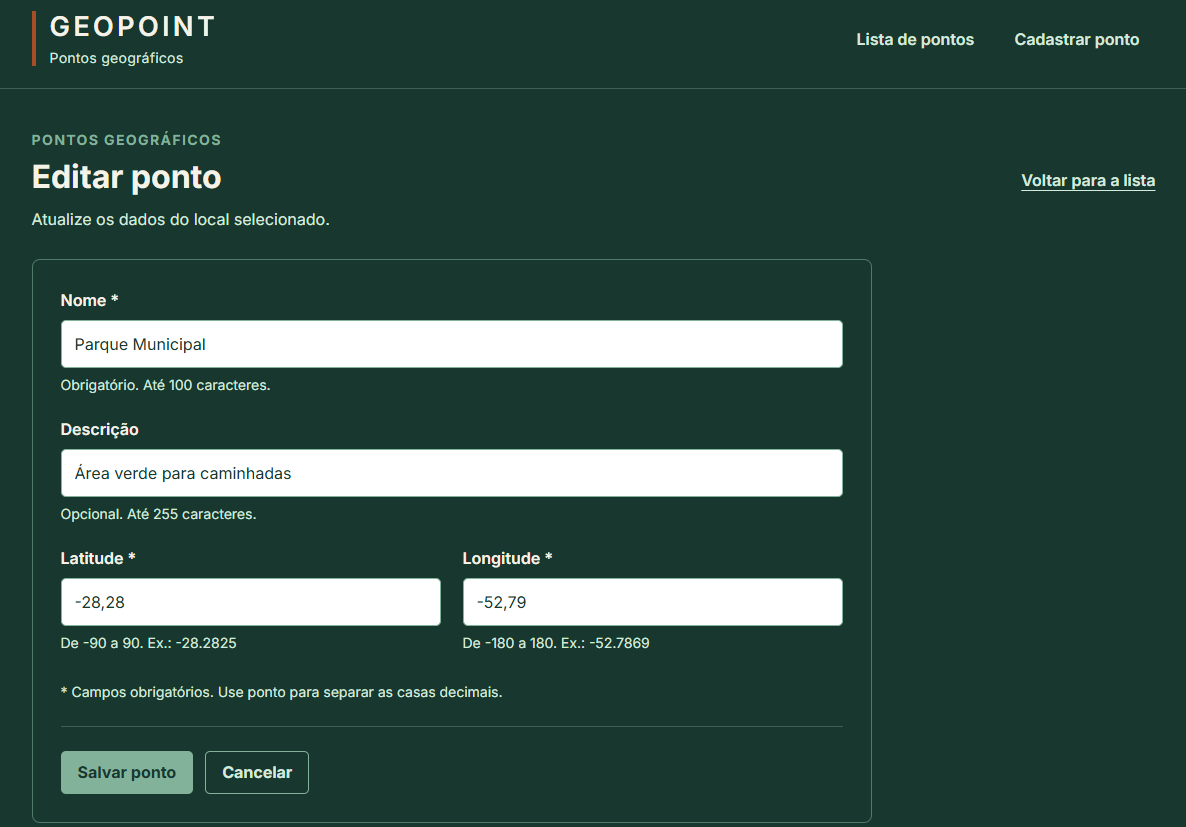 GEOPOINT
Pontos geográficos
Lista de pontos
Cadastrar ponto
PONTOS GEOGRÁFICOS
Editar ponto
Voltar para a lista
Atualize os dados do local selecionado.
Nome *
Parque Municipal
Obrigatório. Até 100 caracteres.
Descrição
Área verde para caminhadas
Opcional. Até 255 caracteres.
Latitude *
Longitude *
-28,28
-52,79
De -90 a 90. Ex.: -28.2825
De -180 a 180. Ex.: -52.7869
* Campos obrigatórios. Use ponto para separar as casas decimais.
Salvar ponto
Cancelar